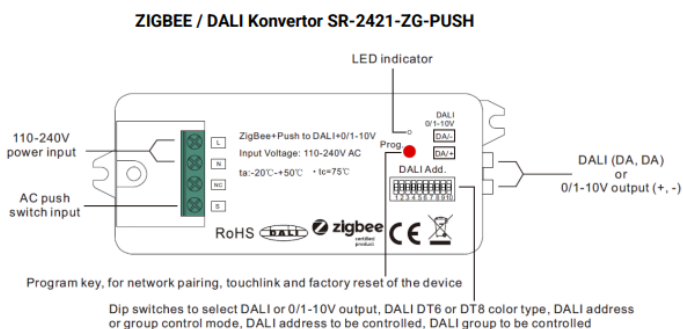 ZIGBEE / DALI Konvertor SR-2421-ZG-PUSH
LED indicator
DALI
0/1-10V
110-240V
power input
L
ZigBee+Push to DALI+0/1-10V
DA/-
Prog.
N
Input Voltage: 110-240V AC
DA/+
ta:-20℃-+50℃ • tc=75℃
DALI Add.
DALI (DA, DA)
or
0/1-10V output (+, -)
NC
AC push
switch input
S
1 2 3 4 5 6 7 8 9 10
RoHS DALI zigbee CE
certified
product
Program key, for network pairing, touchlink and factory reset of the device
Dip switches to select DALI or 0/1-10V output, DALI DT6 or DT8 color type, DALI address
or group control mode, DALI address to be controlled, DALI group to be controlled